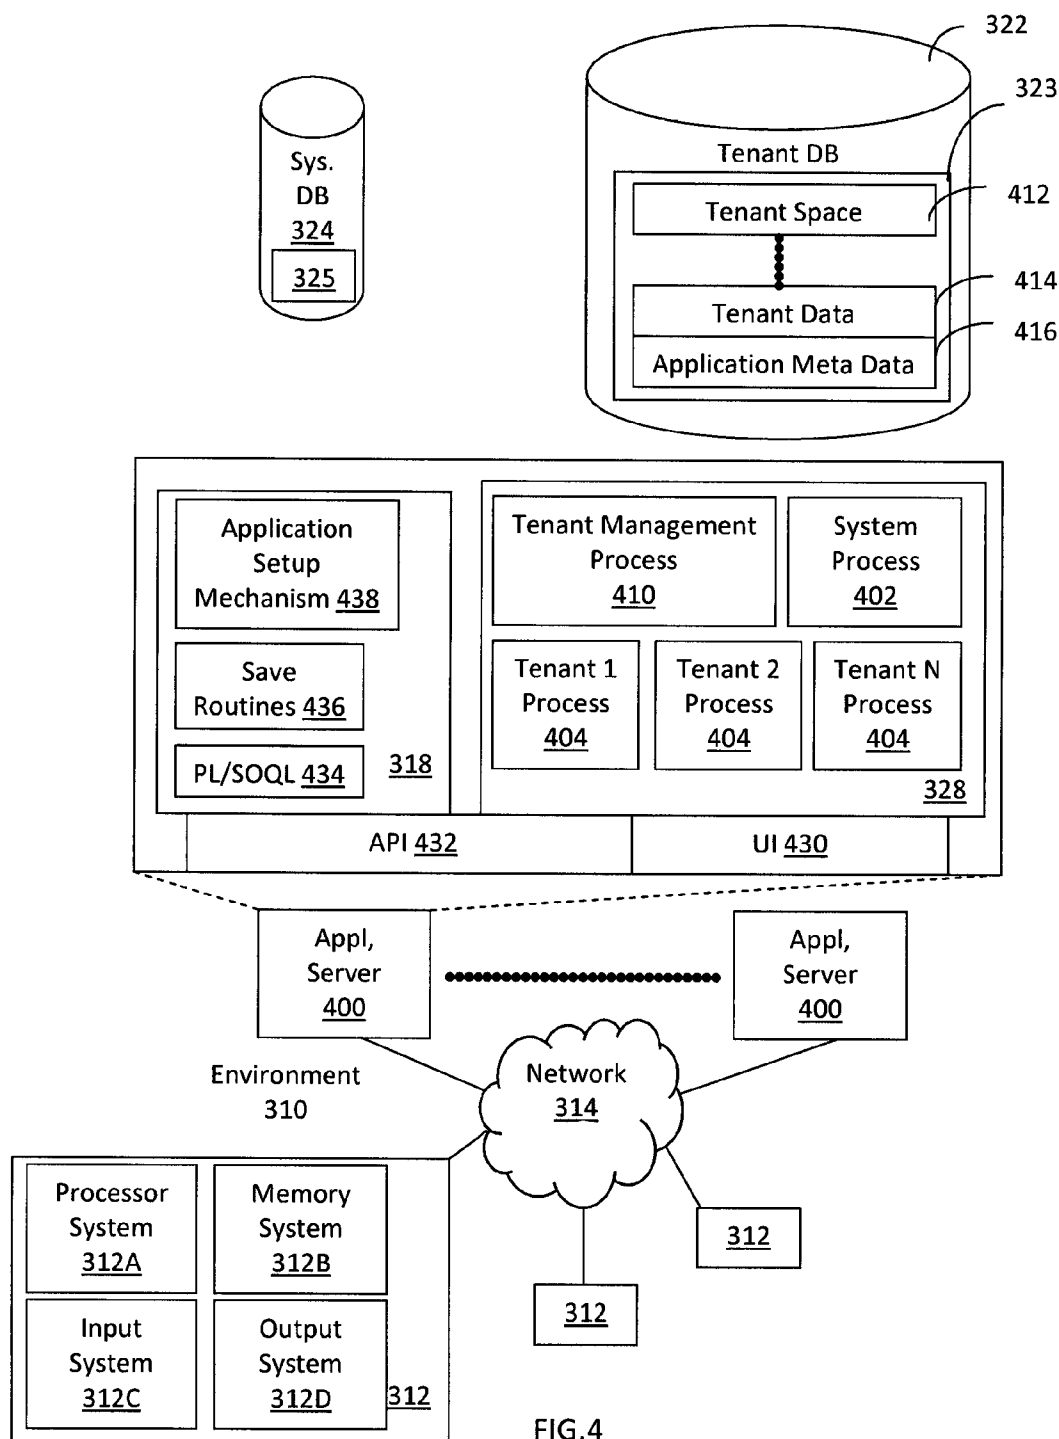 322
323
Sys.
DB
324
325
Tenant DB
Tenant Space
412
414
Tenant Data
416
Application Meta Data
Application
Setup
Mechanism 438
Save
Routines 436
PL/SOQL 434
318
Tenant Management
Process
410
System
Process
402
Tenant 1
Process
404
Tenant 2
Process
404
Tenant N
Process
404
328
API 432
UI 430
Appl,
Server
400
Appl,
Server
400
Environment
310
Network
314
Processor
System
312A
Memory
System
312B
Input
System
312C
Output
System
312D
312
312
312
FIG.4